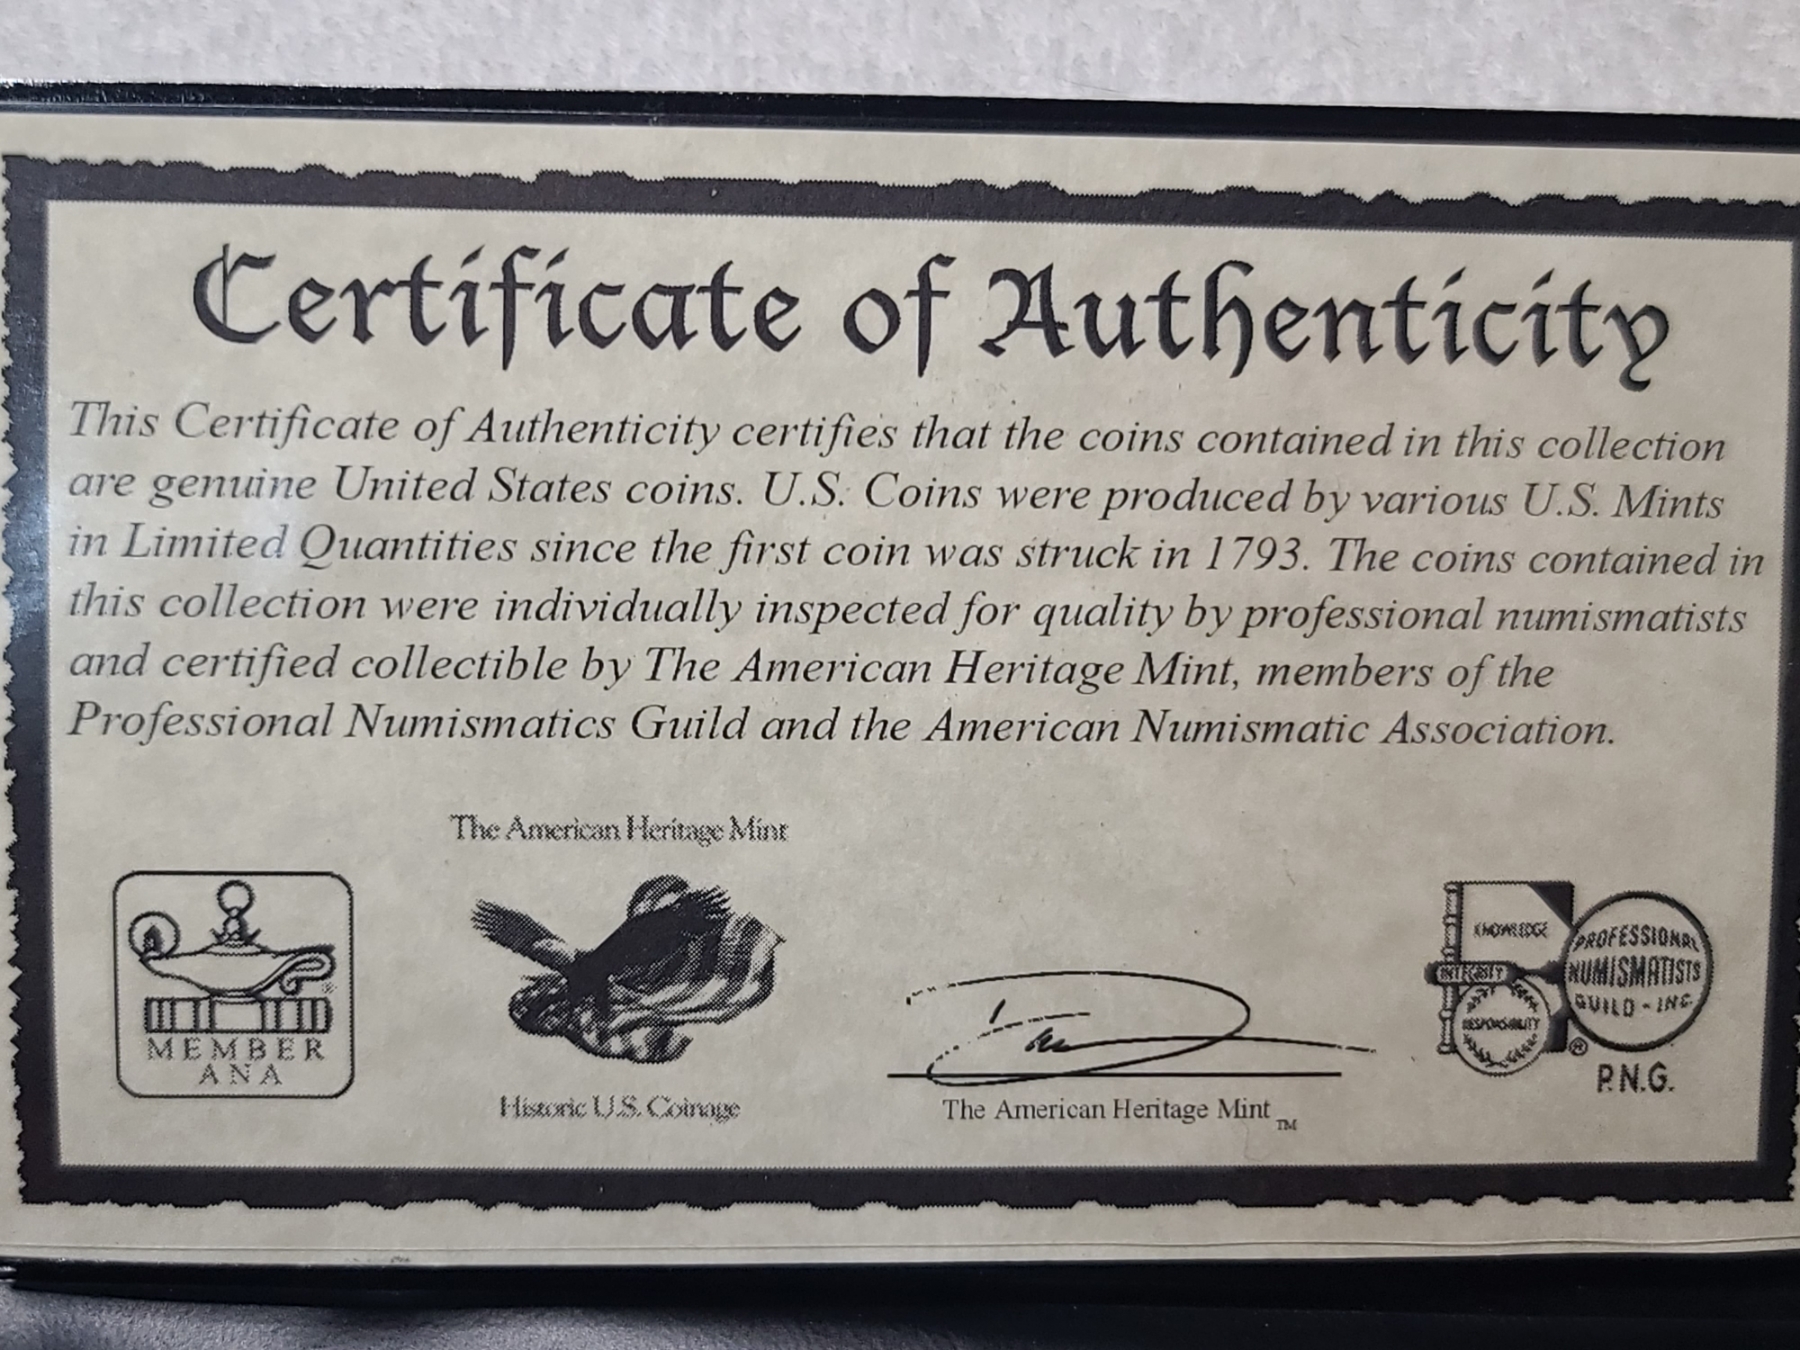 Certificate of Authenticity
This Certificate of Authenticity certifies that the coins contained in this collection
are genuine United States coins. U.S. Coins were produced by various U.S. Mints
in Limited Quantities since the first coin was struck in 1793. The coins contained in
this collection were individually inspected for quality by professional numismatists
and certified collectible by The American Heritage Mint, members of the
Professional Numismatics Guild and the American Numismatic Association.
The American Heritage Mint
®
MEMBER
ANA
Historic U.S. Coinage
The American Heritage Mint TM
KNOWLEDGE
INTEGRITY
RESPONSIBILITY
PROFESSIONAL
NUMISMATISTS
GUILD - INC.
®
P.N.G.